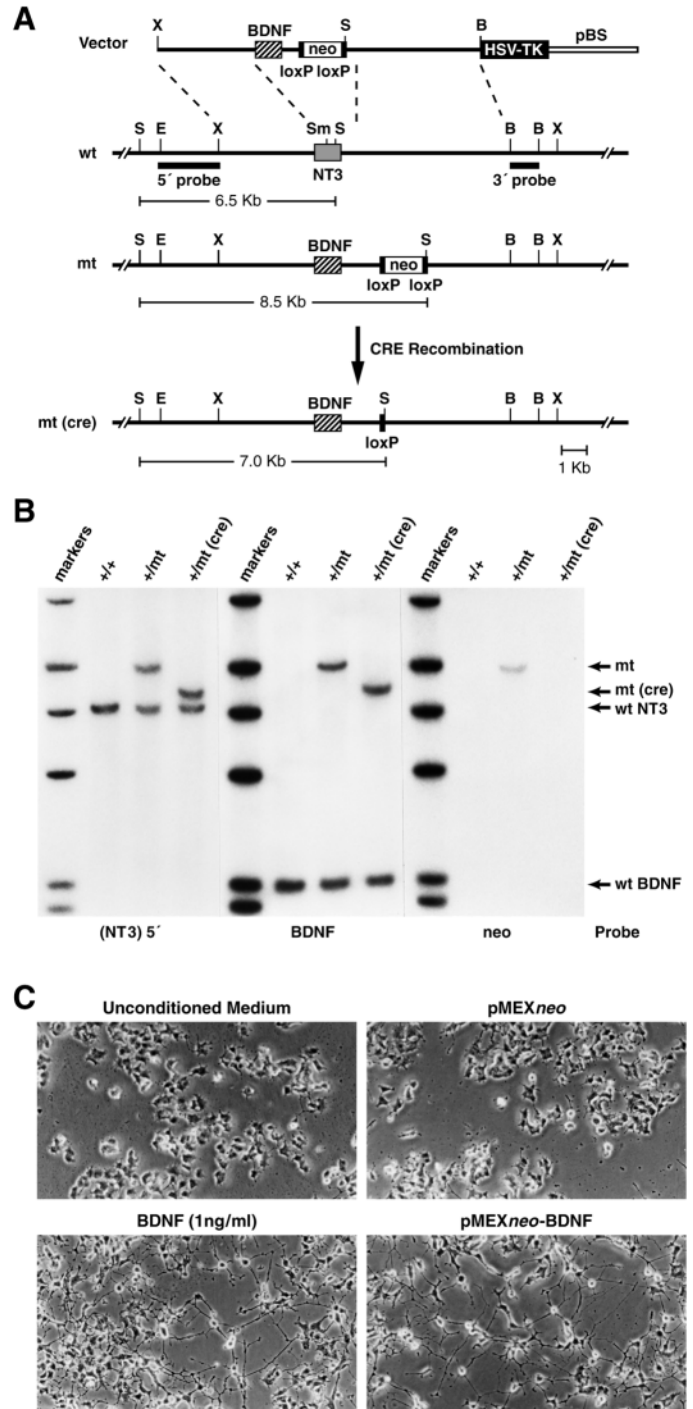 A
X BDNF S B pBS
Vector neo HSV-TK
loxP loxP
S E X Sm S B B X
wt
5´ probe NT3 3´ probe
6.5 Kb
S E X BDNF S B B X
mt neo
loxP loxP
8.5 Kb
CRE Recombination
S E X BDNF S B B X
mt (cre)
loxP
7.0 Kb 1 Kb
B
markers +/+ +/mt +/mt (cre) markers +/+ +/mt +/mt (cre) markers +/+ +/mt +/mt (cre)
mt
mt (cre)
wt NT3
wt BDNF
(NT3) 5´ BDNF neo Probe
C
Unconditioned Medium pMEXneo
BDNF (1ng/ml) pMEXneo-BDNF